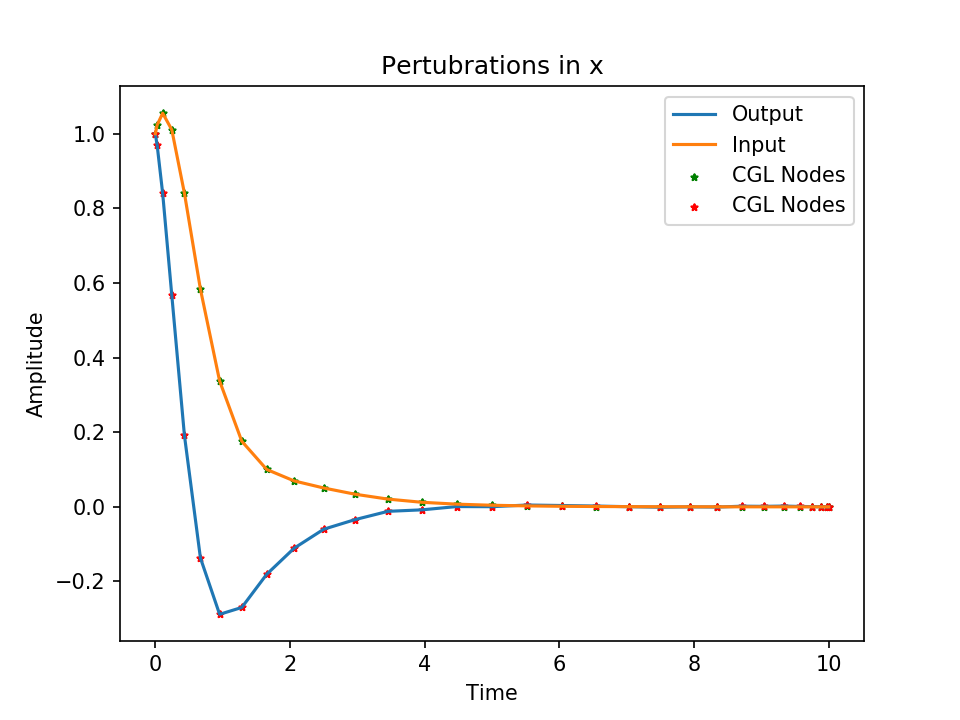 Pertubrations in x
Output
Input
CGL Nodes
CGL Nodes
Amplitude
1.0
0.8
0.6
0.4
0.2
0.0
−0.2
0
2
4
6
8
10
Time